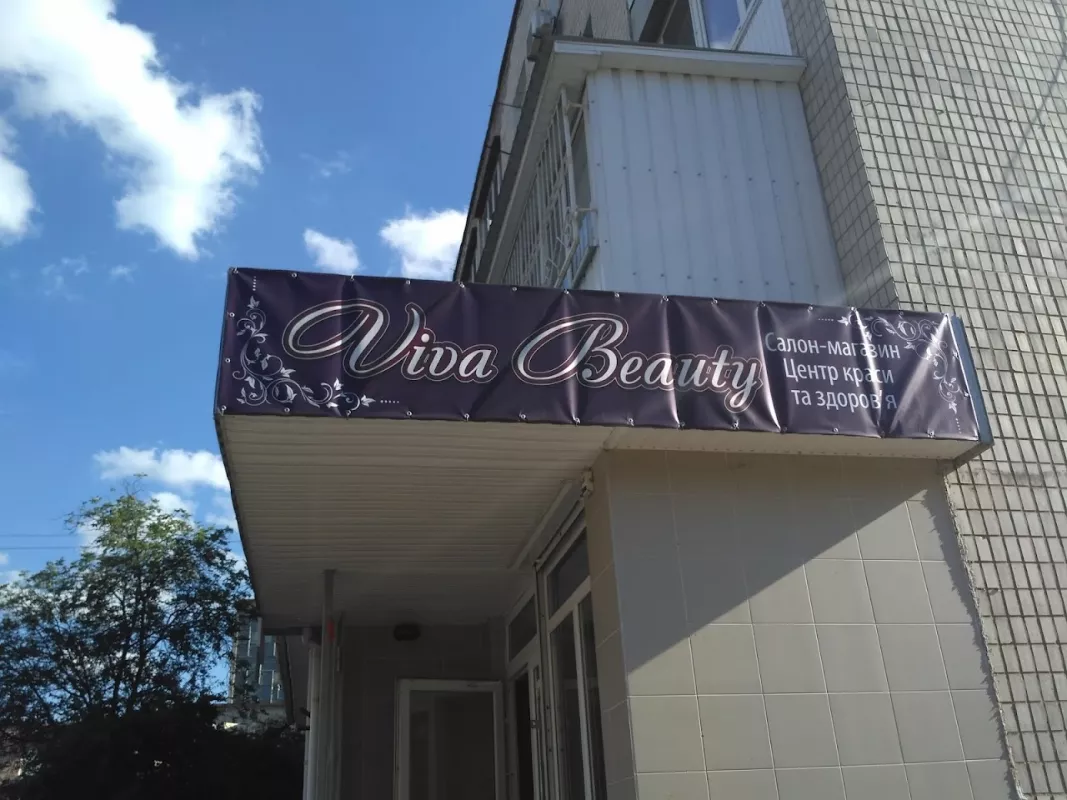 Viva Beauty
Салон-магазин
Центр краси
та здоров'я